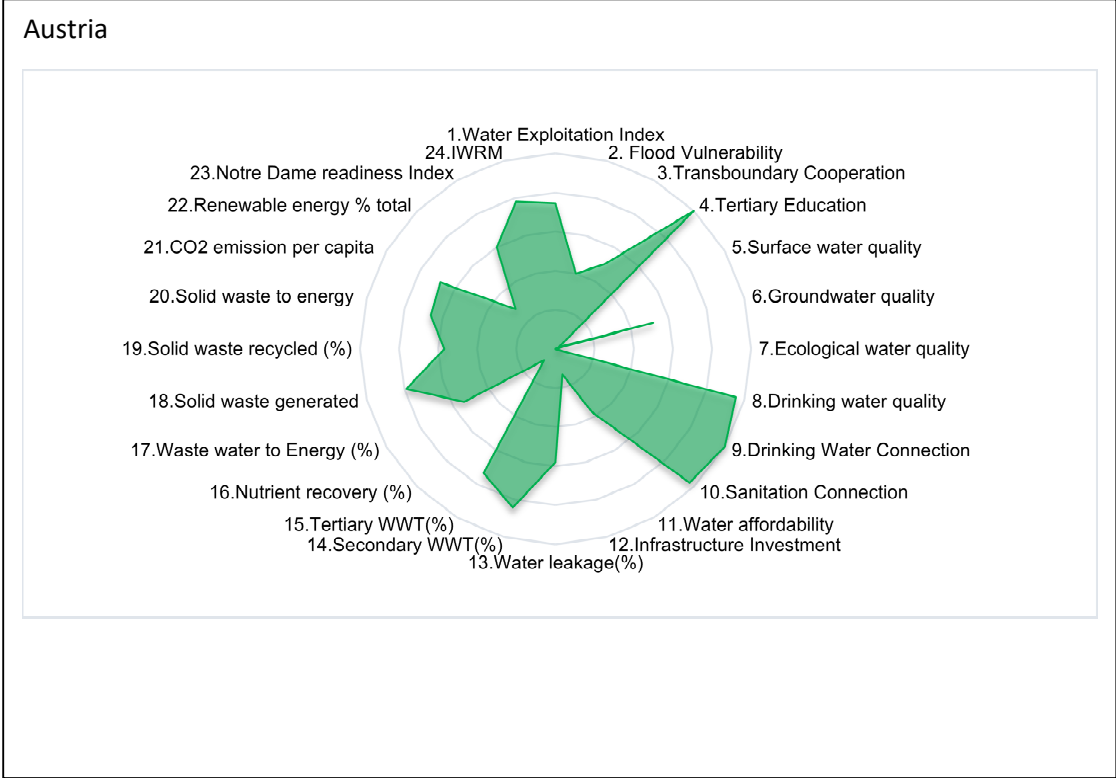 Austria
1.Water Exploitation Index
2. Flood Vulnerability
3.Transboundary Cooperation
4.Tertiary Education
5.Surface water quality
6.Groundwater quality
7.Ecological water quality
8.Drinking water quality
9.Drinking Water Connection
10.Sanitation Connection
11.Water affordability
12.Infrastructure Investment
13.Water leakage(%)
14.Secondary WWT(%)
15.Tertiary WWT(%)
16.Nutrient recovery (%)
17.Waste water to Energy (%)
18.Solid waste generated
19.Solid waste recycled (%)
20.Solid waste to energy
21.CO2 emission per capita
22.Renewable energy % total
23.Notre Dame readiness Index
24.IWRM